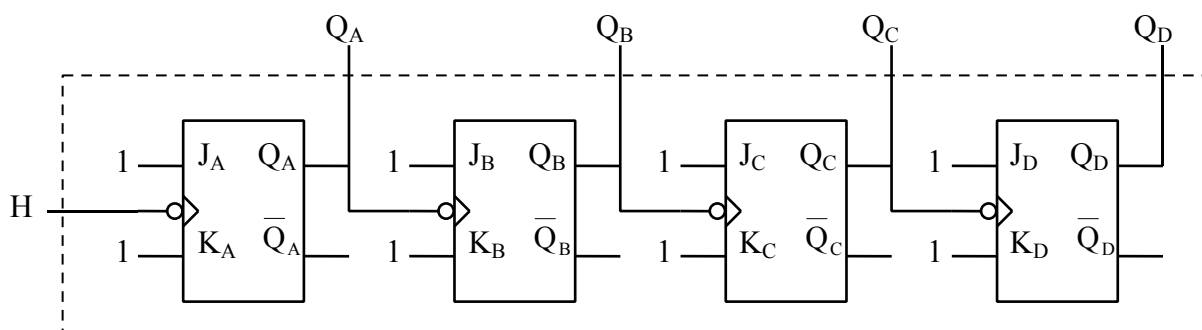 Q_A Q_B Q_C Q_D
1 J_A Q_A 1 J_B Q_B 1 J_C Q_C 1 J_D Q_D
H
1 K_A Q̅_A 1 K_B Q̅_B 1 K_C Q̅_C 1 K_D Q̅_D